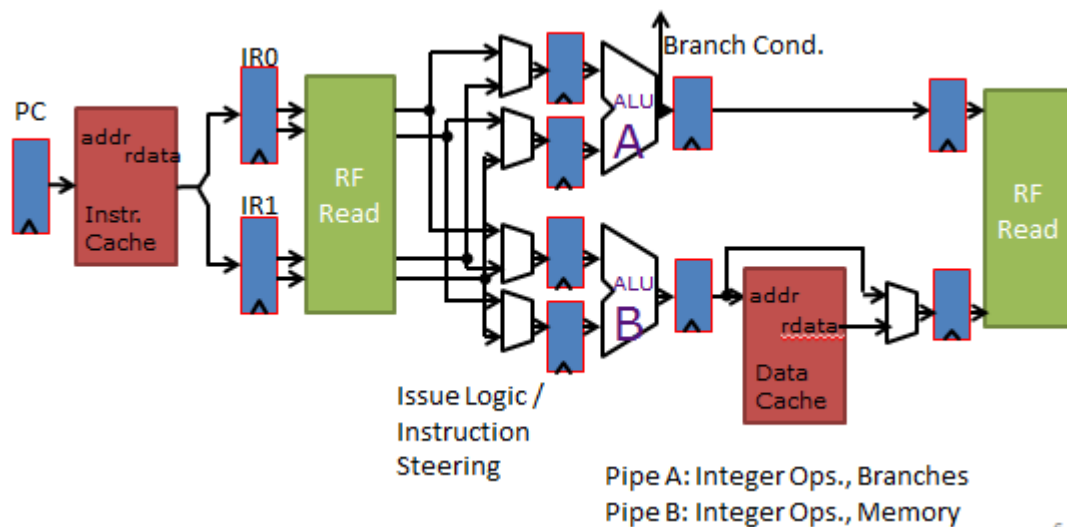 PC
addr
rdata
Instr.
Cache
IR0
IR1
RF
Read
Issue Logic /
Instruction
Steering
ALU
A
Branch Cond.
ALU
B
addr
rdata
Data
Cache
RF
Read
Pipe A: Integer Ops., Branches
Pipe B: Integer Ops., Memory